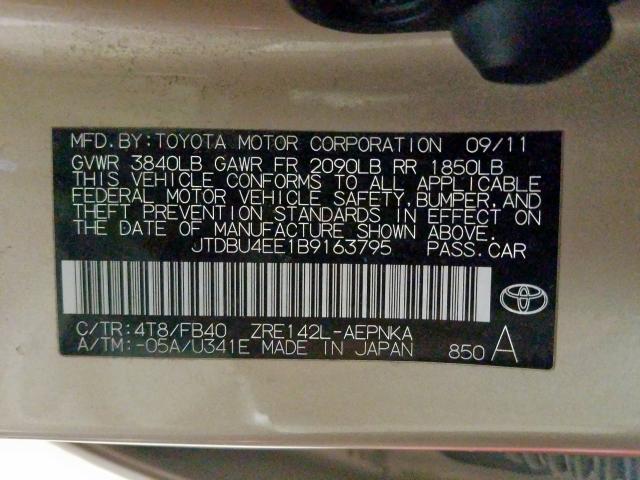 MFD.BY:TOYOTA MOTOR CORPORATION 09/11
GVWR 3840LB GAWR FR 2090LB RR 1850LB
THIS VEHICLE CONFORMS TO ALL APPLICABLE
FEDERAL MOTOR VEHICLE SAFETY,BUMPER,AND
THEFT PREVENTION STANDARDS IN EFFECT ON
THE DATE OF MANUFACTURE SHOWN ABOVE.
JTDBU4EE1B9163795 PASS.CAR
C/TR:4T8/FB40 ZRE142L-AEPNKA
A/TM:-05A/U341E MADE IN JAPAN 850 A